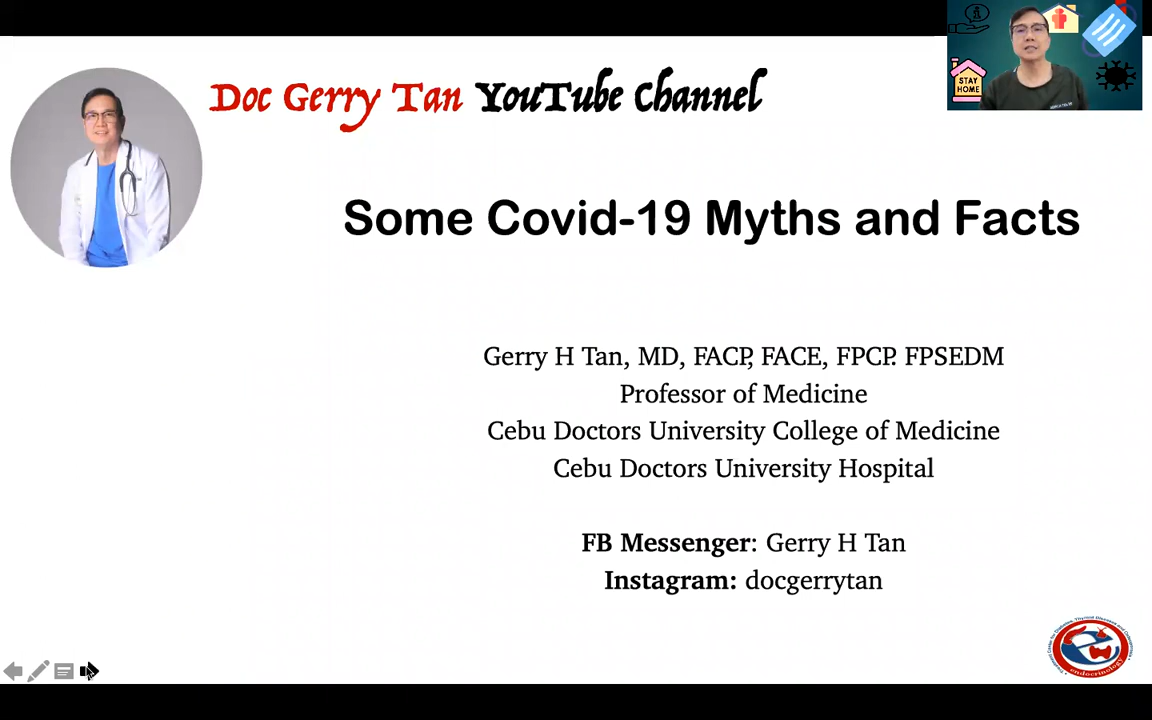 Doc Gerry Tan YouTube Channel
STAY
HOME
Some Covid-19 Myths and Facts
Gerry H Tan, MD, FACP, FACE, FPCP. FPSEDM
Professor of Medicine
Cebu Doctors University College of Medicine
Cebu Doctors University Hospital
FB Messenger: Gerry H Tan
Instagram: docgerrytan
endocrinology